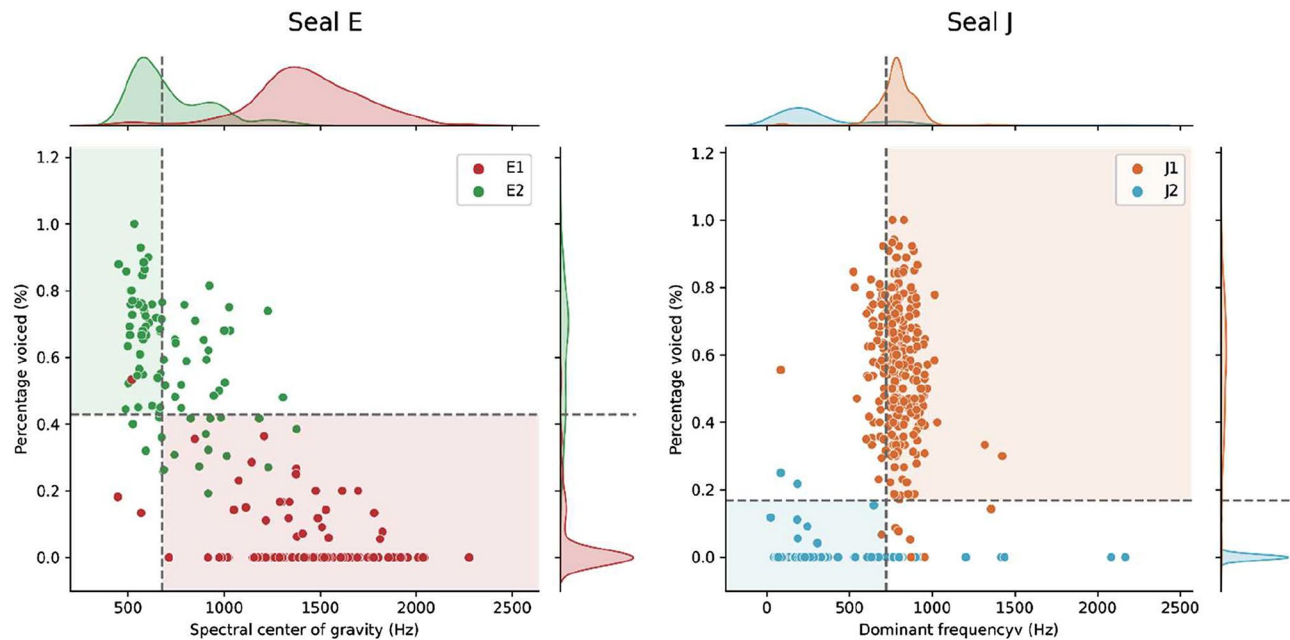 Seal E
Seal J
1.2
1.0
0.8
0.6
0.4
0.2
0.0
Percentage voiced (%)
E1
E2
500
1000
1500
2000
2500
Spectral center of gravity (Hz)
1.2
1.0
0.8
0.6
0.4
0.2
0.0
Percentage voiced (%)
J1
J2
0
500
1000
1500
2000
2500
Dominant frequencyv (Hz)